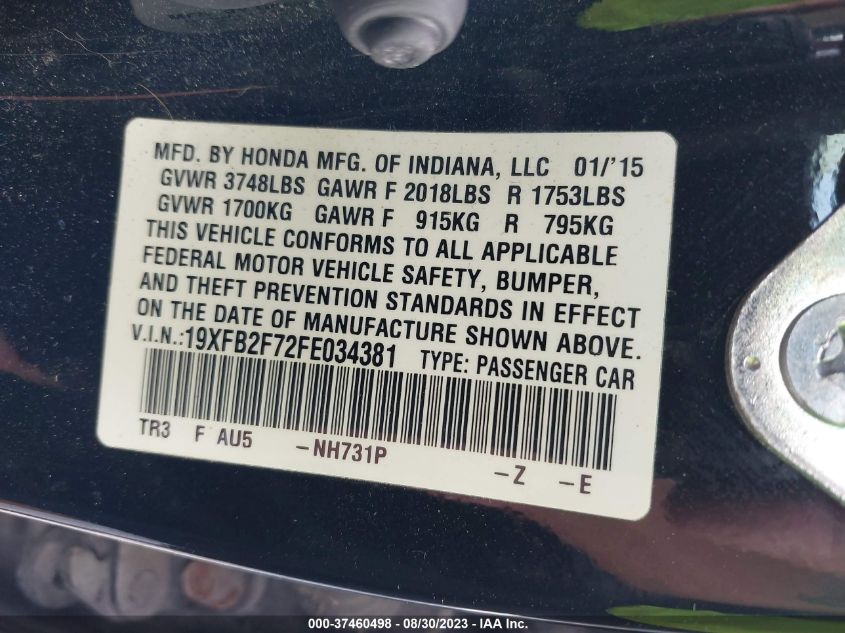 MFD. BY HONDA MFG. OF INDIANA, LLC 01/'15
GVWR 3748LBS GAWR F 2018LBS R 1753LBS
GVWR 1700KG GAWR F 915KG R 795KG
THIS VEHICLE CONFORMS TO ALL APPLICABLE
FEDERAL MOTOR VEHICLE SAFETY, BUMPER,
AND THEFT PREVENTION STANDARDS IN EFFECT
ON THE DATE OF MANUFACTURE SHOWN ABOVE.
V.I.N.:19XFB2F72FE034381 TYPE: PASSENGER CAR
TR3 F AU5 -NH731P -Z -E
000-37460498 - 08/30/2023 - IAAI. Inc.